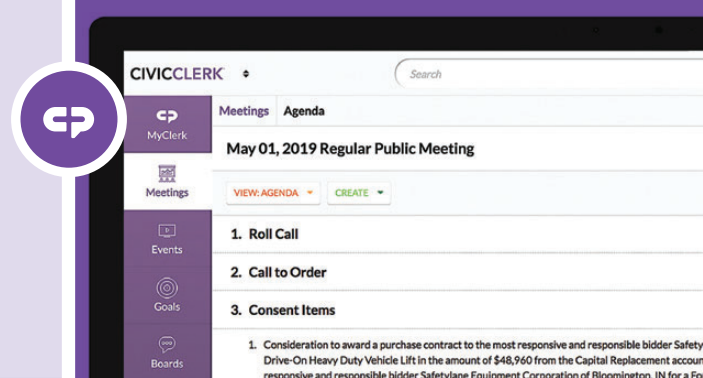 CIVICCLERK
Search
MyClerk
Meetings
Events
Goals
Boards
Meetings Agenda
May 01, 2019 Regular Public Meeting
VIEW: AGENDA
CREATE
1. Roll Call
2. Call to Order
3. Consent Items
1. Consideration to award a purchase contract to the most responsive and responsible bidder Safety
Drive-On Heavy Duty Vehicle Lift in the amount of $48,960 from the Capital Replacement accoun
responsive and responsible bidder Safetylane Equipment Corporation of Bloomington, IN for a Fo